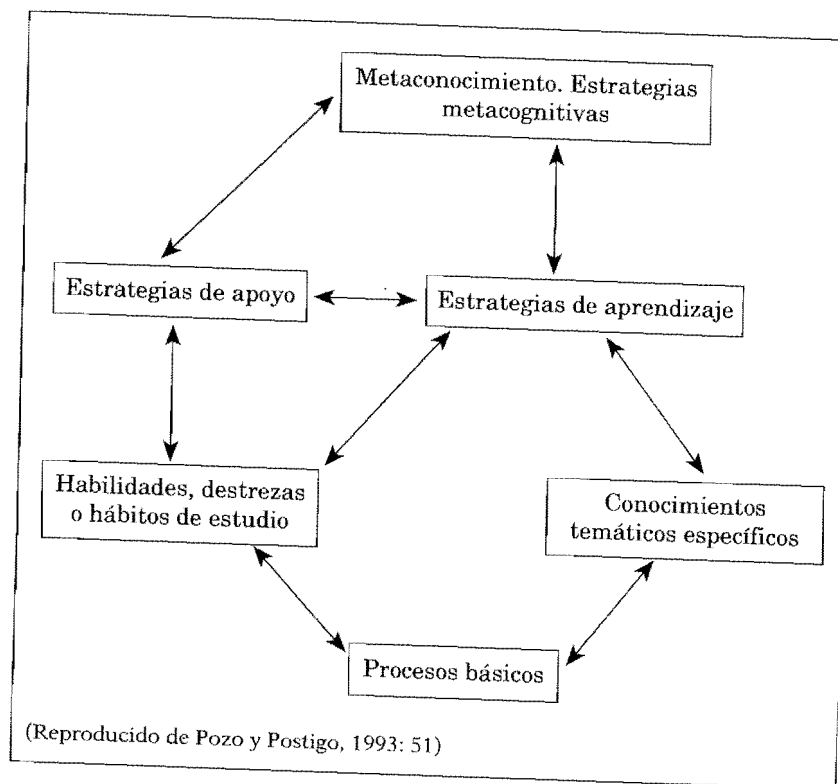 Metaconocimiento. Estrategias
metacognitivas
Estrategias de apoyo
Estrategias de aprendizaje
Habilidades, destrezas
o hábitos de estudio
Conocimientos
temáticos específicos
Procesos básicos
(Reproducido de Pozo y Postigo, 1993: 51)